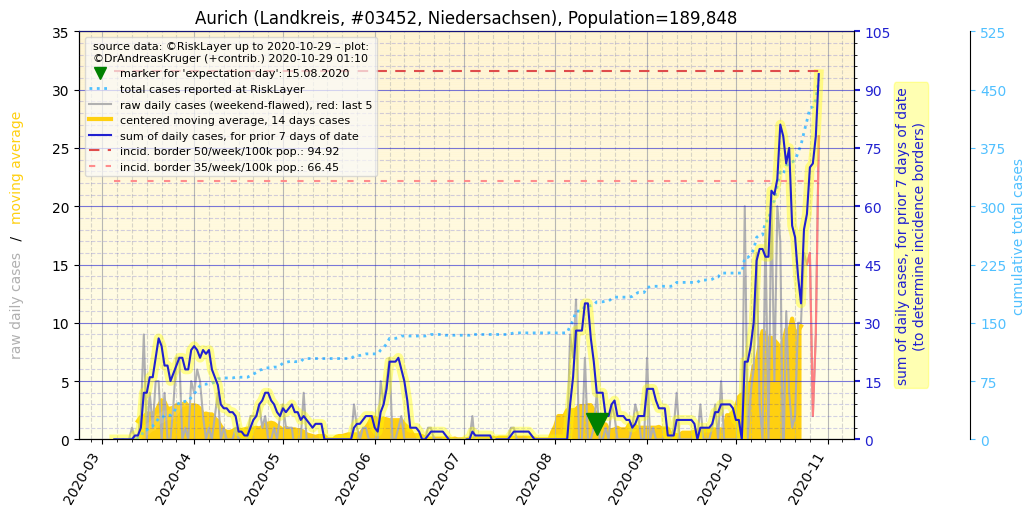 Aurich (Landkreis, #03452, Niedersachsen), Population=189,848
source data: ©RiskLayer up to 2020-10-29 – plot:
©DrAndreasKruger (+contrib.) 2020-10-29 01:10
marker for 'expectation day': 15.08.2020
total cases reported at RiskLayer
raw daily cases (weekend-flawed), red: last 5
centered moving average, 14 days cases
sum of daily cases, for prior 7 days of date
incid. border 50/week/100k pop.: 94.92
incid. border 35/week/100k pop.: 66.45
raw daily cases / moving average
35
30
25
20
15
10
5
0
105
90
75
60
45
30
15
0
sum of daily cases, for prior 7 days of date
(to determine incidence borders)
525
450
375
300
225
150
75
0
cumulative total cases
2020-03
2020-04
2020-05
2020-06
2020-07
2020-08
2020-09
2020-10
2020-11